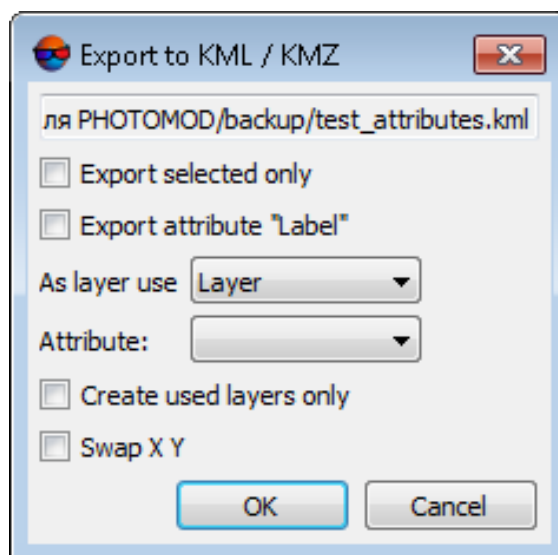 Export to KML / KMZ
ля PHOTOMOD/backup/test_attributes.kml
Export selected only
Export attribute "Label"
As layer use Layer
Attribute:
Create used layers only
Swap X Y
OK Cancel